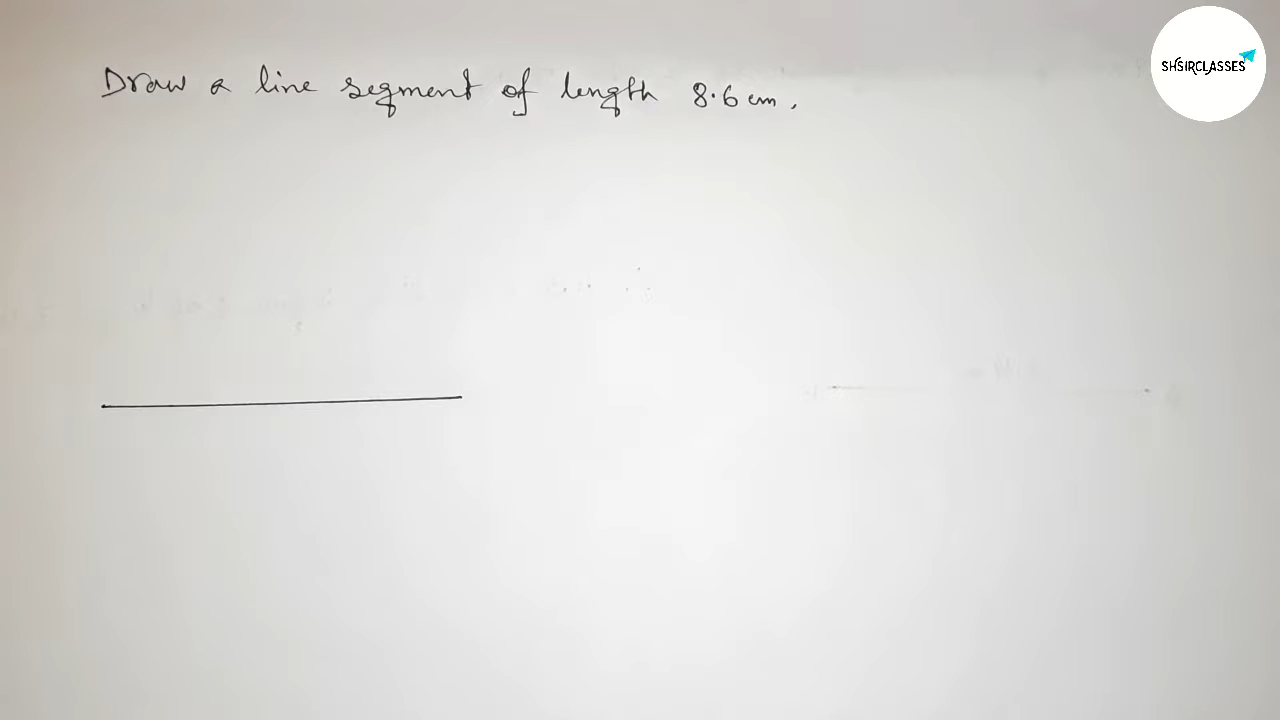 Draw a line segment of length 8.6 cm.
SHSIRCLASSES